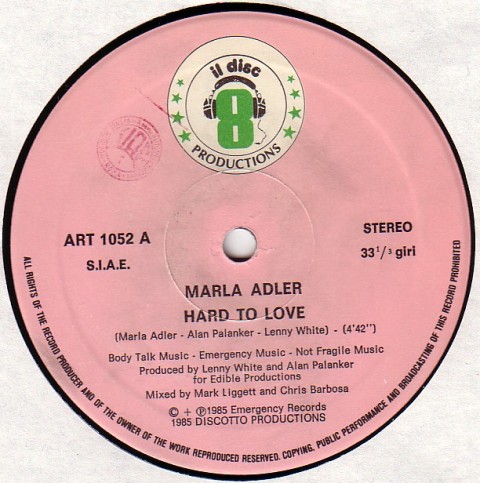 il disc
8
PRODUCTIONS
ART 1052 A
S.I.A.E.
STEREO
33 1/3 giri
MARLA ADLER
HARD TO LOVE
(Marla Adler - Alan Palanker - Lenny White) - (4'42'')
Body Talk Music - Emergency Music - Not Fragile Music
Produced by Lenny White and Alan Palanker
for Edible Productions
Mixed by Mark Liggett and Chris Barbosa
© + ℗1985 Emergency Records
1985 DISCOTTO PRODUCTIONS
ALL RIGHTS OF THE RECORD PRODUCER AND OF THE OWNER OF THE WORK REPRODUCED RESERVED. COPYING, PUBLIC PERFORMANCE AND BROADCASTING OF THIS RECORD PROHIBITED